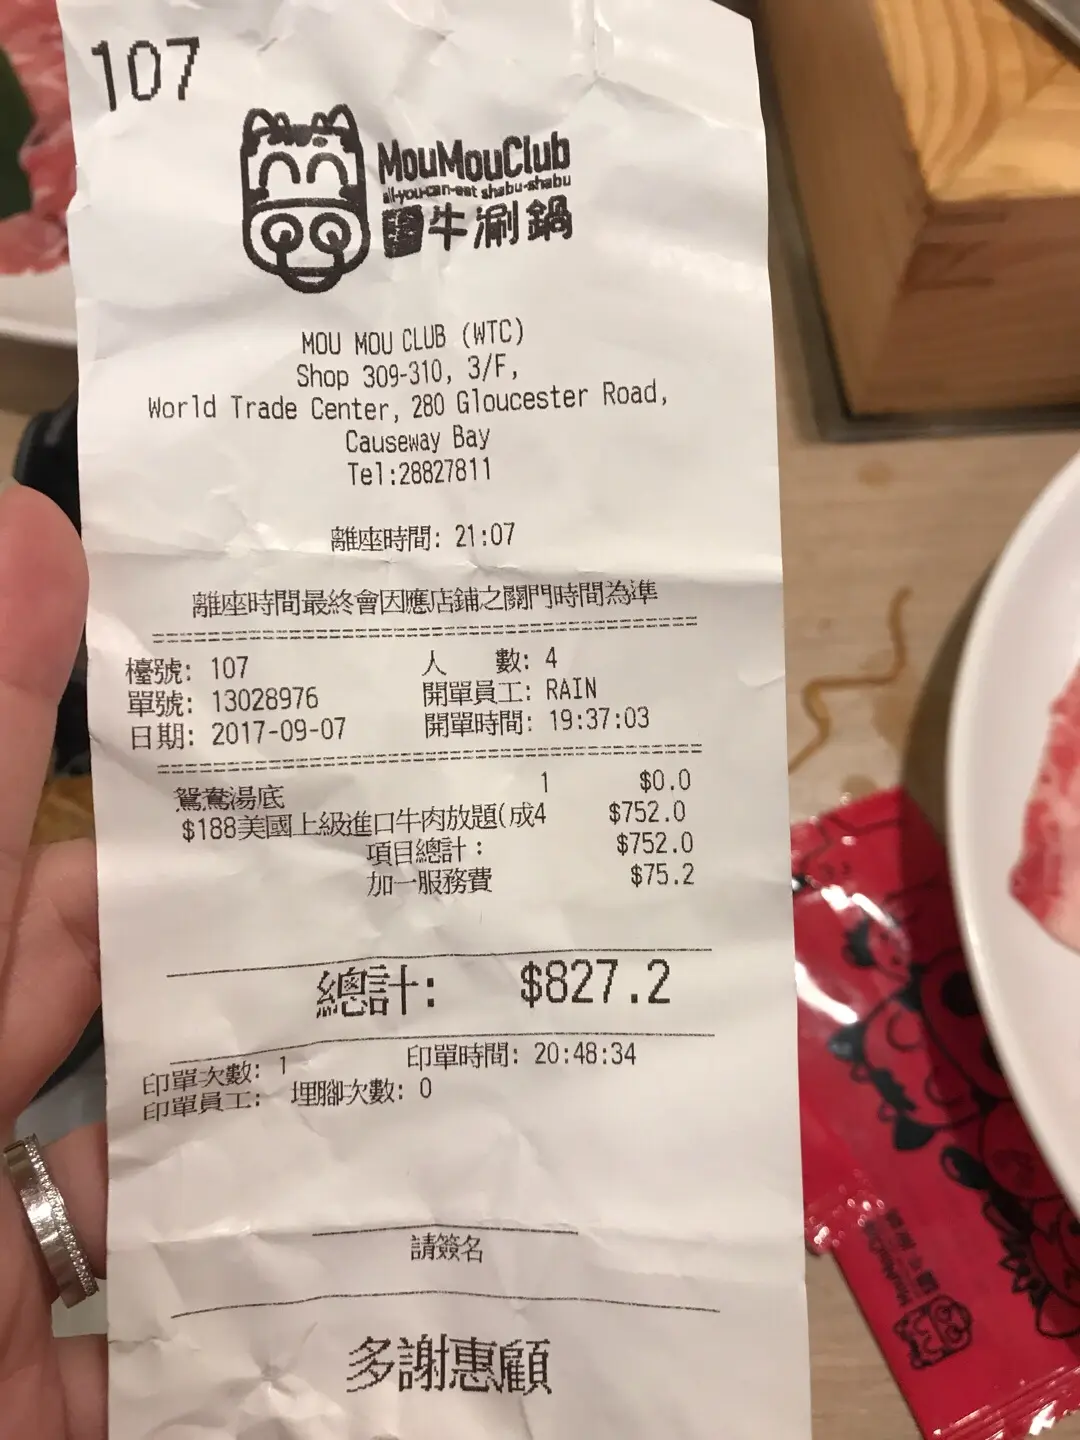 107
MouMouClub
all-you-can-eat shabu-shabu
牛涮鍋
MOU MOU CLUB (WTC)
Shop 309-310, 3/F,
World Trade Center, 280 Gloucester Road,
Causeway Bay
Tel:28827811
離座時間: 21:07
離座時間最終會因應店鋪之關門時間為準
檯號: 107 人 數: 4
單號: 13028976 開單員工: RAIN
日期: 2017-09-07 開單時間: 19:37:03
鴛鴦湯底 1 $0.0
$188美國上級進口牛肉放題(成4 $752.0
項目總計: $752.0
加一服務費 $75.2
總計: $827.2
印單次數: 1 印單時間: 20:48:34
印單員工: 埋腳次數: 0
請簽名
多謝惠顧